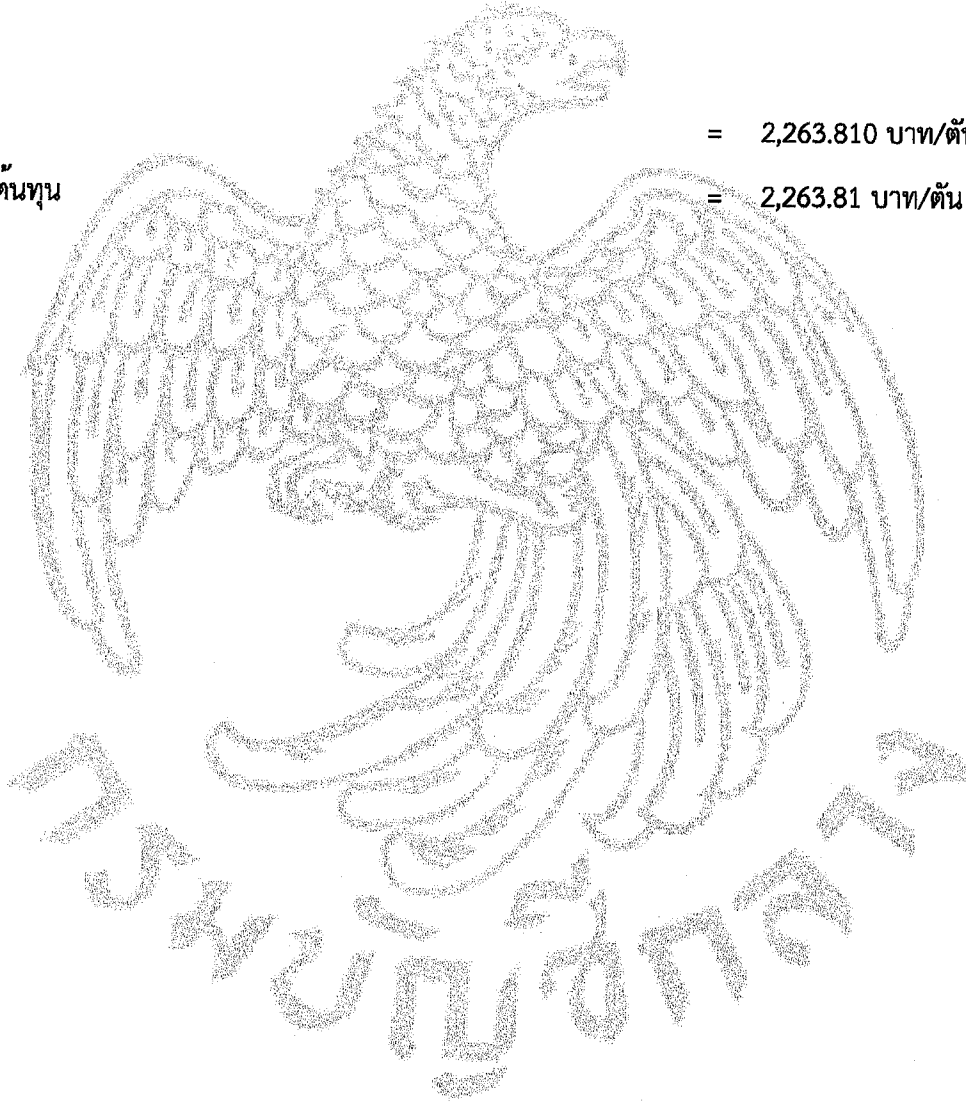 = 2,263.810 บาท/ตัน
ต้นทุน = 2,263.81 บาท/ตัน
กรมบัญชีกลาง